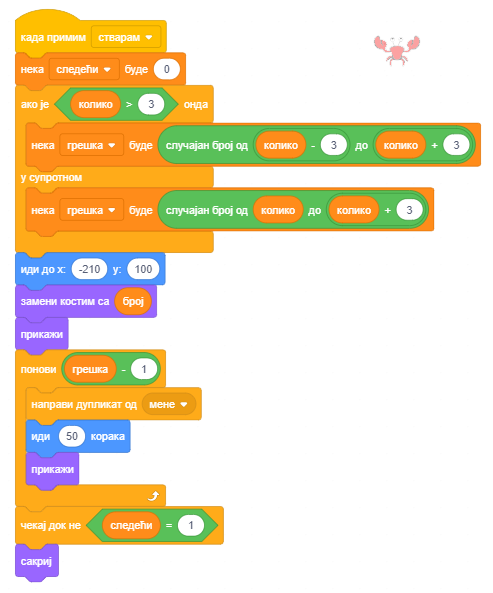 када примим стварам
нека следећи буде 0
ако је колико > 3 онда
нека грешка буде случајан број од колико - 3 до колико + 3
у супротном
нека грешка буде случајан број од колико до колико + 3
иди до x: -210 y: 100
замени костим са број
прикажи
понови грешка - 1
направи дупликат од мене
иди 50 корака
прикажи
чекај док не следећи = 1
сакриј